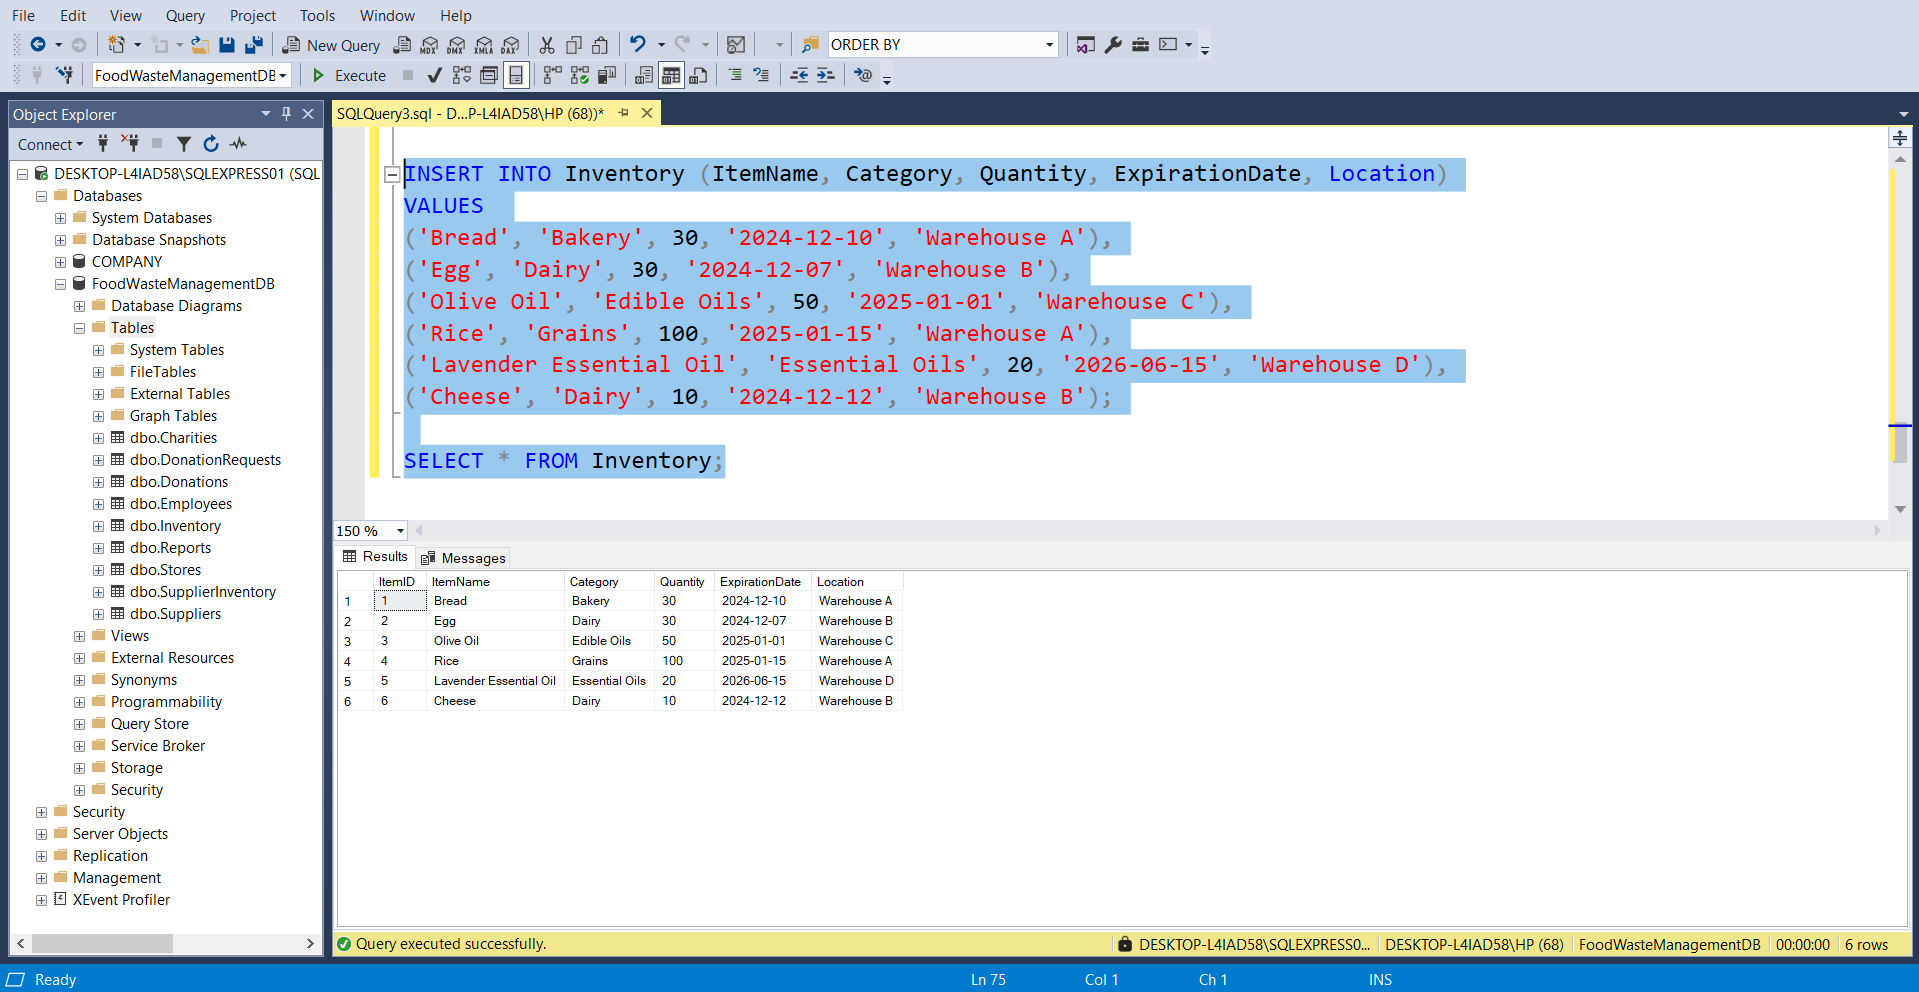 File Edit View Query Project Tools Window Help
New Query MDX DMX XMLA DAX ORDER BY
FoodWasteManagementDB Execute
Object Explorer
Connect
DESKTOP-L4IAD58\SQLEXPRESS01 (SQL
Databases
System Databases
Database Snapshots
COMPANY
FoodWasteManagementDB
Database Diagrams
Tables
System Tables
FileTables
External Tables
Graph Tables
dbo.Charities
dbo.DonationRequests
dbo.Donations
dbo.Employees
dbo.Inventory
dbo.Reports
dbo.Stores
dbo.SupplierInventory
dbo.Suppliers
Views
External Resources
Synonyms
Programmability
Query Store
Service Broker
Storage
Security
Security
Server Objects
Replication
Management
XEvent Profiler
SQLQuery3.sql - D...P-L4IAD58\HP (68))*
INSERT INTO Inventory (ItemName, Category, Quantity, ExpirationDate, Location)
VALUES
('Bread', 'Bakery', 30, '2024-12-10', 'Warehouse A'),
('Egg', 'Dairy', 30, '2024-12-07', 'Warehouse B'),
('Olive Oil', 'Edible Oils', 50, '2025-01-01', 'Warehouse C'),
('Rice', 'Grains', 100, '2025-01-15', 'Warehouse A'),
('Lavender Essential Oil', 'Essential Oils', 20, '2026-06-15', 'Warehouse D'),
('Cheese', 'Dairy', 10, '2024-12-12', 'Warehouse B');
SELECT * FROM Inventory;
150 %
Results Messages
ItemID ItemName Category Quantity ExpirationDate Location
1 1 Bread Bakery 30 2024-12-10 Warehouse A
2 2 Egg Dairy 30 2024-12-07 Warehouse B
3 3 Olive Oil Edible Oils 50 2025-01-01 Warehouse C
4 4 Rice Grains 100 2025-01-15 Warehouse A
5 5 Lavender Essential Oil Essential Oils 20 2026-06-15 Warehouse D
6 6 Cheese Dairy 10 2024-12-12 Warehouse B
Query executed successfully. DESKTOP-L4IAD58\SQLEXPRESS0... DESKTOP-L4IAD58\HP (68) FoodWasteManagementDB 00:00:00 6 rows
Ready Ln 75 Col 1 Ch 1 INS